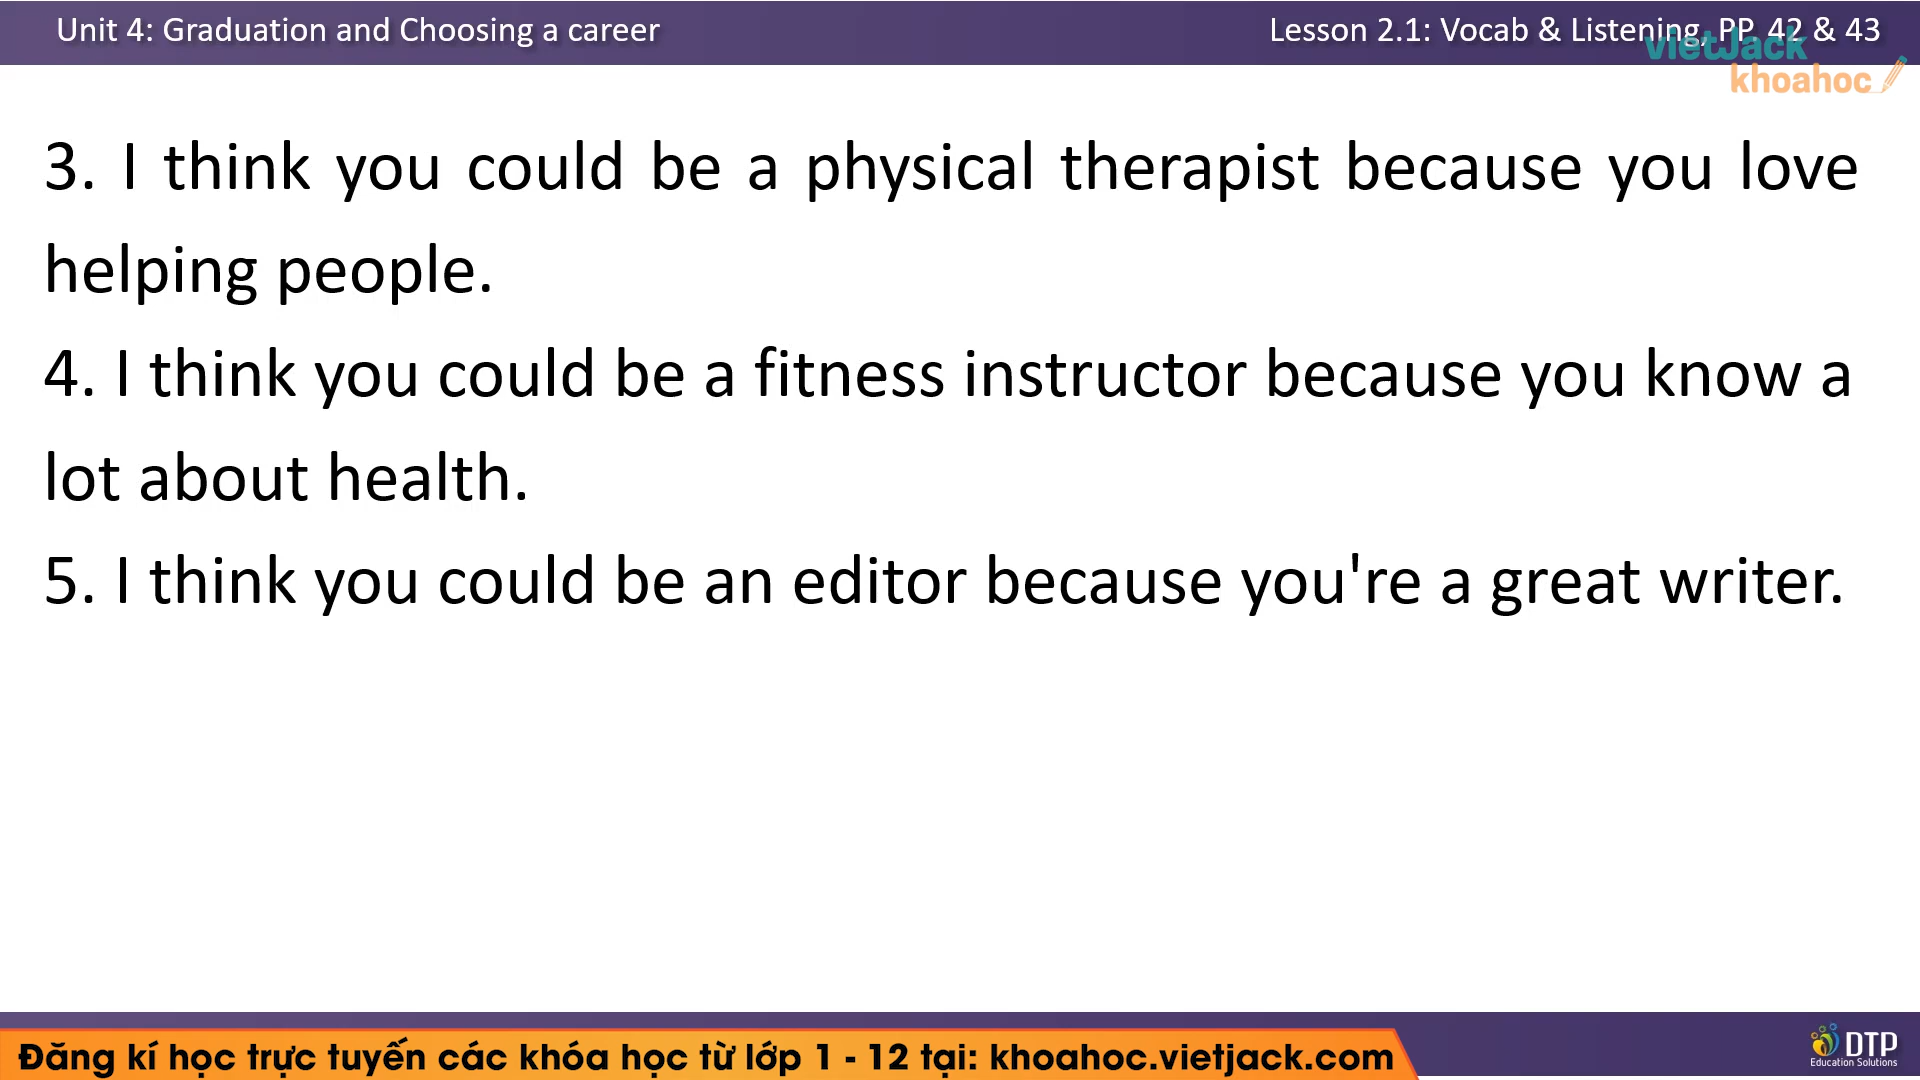 Unit 4: Graduation and Choosing a career
Lesson 2.1: Vocab & Listening, PP. 42 & 43
vietJack
khoahoc
3. I think you could be a physical therapist because you love
helping people.
4. I think you could be a fitness instructor because you know a
lot about health.
5. I think you could be an editor because you're a great writer.
Đăng kí học trực tuyến các khóa học từ lớp 1 - 12 tại: khoahoc.vietjack.com
DTP
Education Solutions